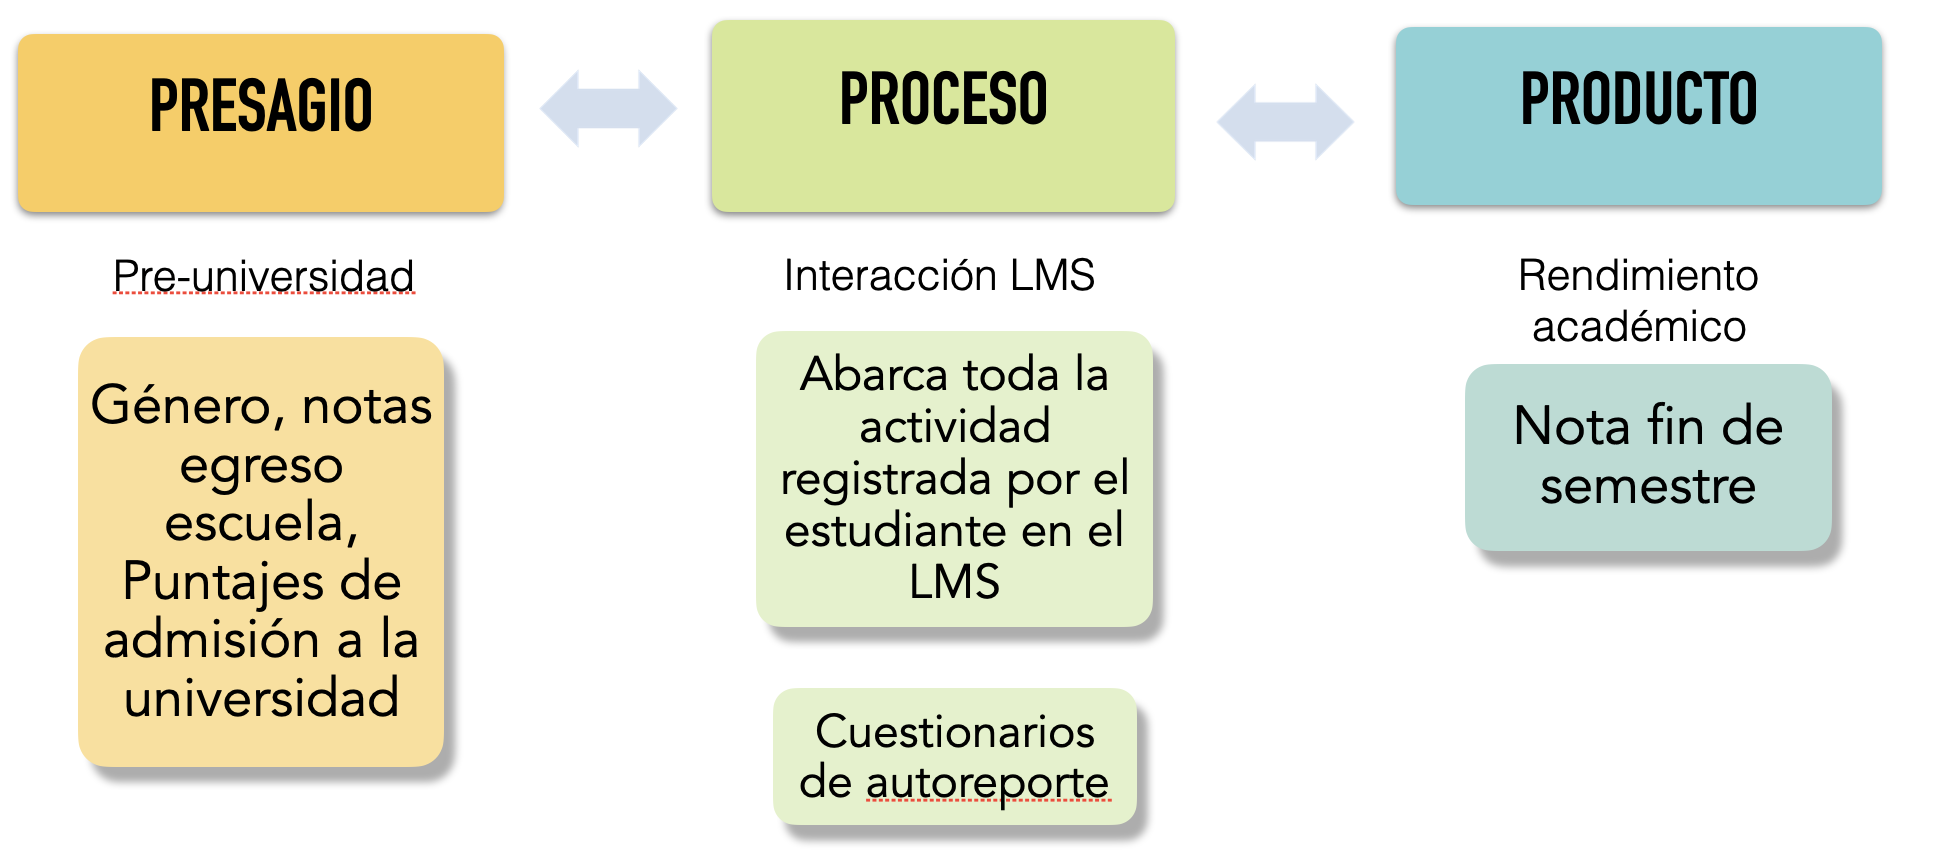 PRESAGIO
PROCESO
PRODUCTO
Pre-universidad
Género, notas
egreso
escuela,
Puntajes de
admisión a la
universidad
Interacción LMS
Abarca toda la
actividad
registrada por el
estudiante en el
LMS
Cuestionarios
de autoreporte
Rendimiento
académico
Nota fin de
semestre